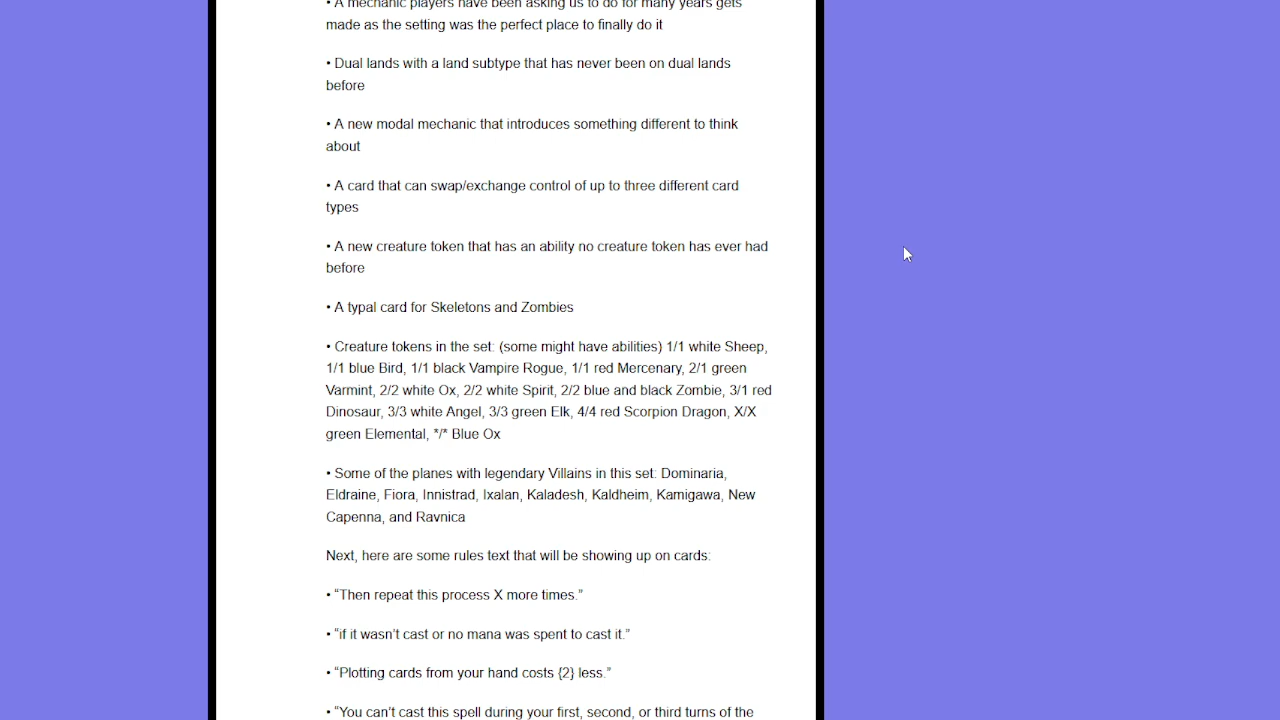 • A mechanic players have been asking us to do for many years gets
made as the setting was the perfect place to finally do it
• Dual lands with a land subtype that has never been on dual lands
before
• A new modal mechanic that introduces something different to think
about
• A card that can swap/exchange control of up to three different card
types
• A new creature token that has an ability no creature token has ever had
before
• A typal card for Skeletons and Zombies
• Creature tokens in the set: (some might have abilities) 1/1 white Sheep,
1/1 blue Bird, 1/1 black Vampire Rogue, 1/1 red Mercenary, 2/1 green
Varmint, 2/2 white Ox, 2/2 white Spirit, 2/2 blue and black Zombie, 3/1 red
Dinosaur, 3/3 white Angel, 3/3 green Elk, 4/4 red Scorpion Dragon, X/X
green Elemental, */* Blue Ox
• Some of the planes with legendary Villains in this set: Dominaria,
Eldraine, Fiora, Innistrad, Ixalan, Kaladesh, Kaldheim, Kamigawa, New
Capenna, and Ravnica
Next, here are some rules text that will be showing up on cards:
• “Then repeat this process X more times.”
• “if it wasn’t cast or no mana was spent to cast it.”
• “Plotting cards from your hand costs {2} less.”
• “You can’t cast this spell during your first, second, or third turns of the